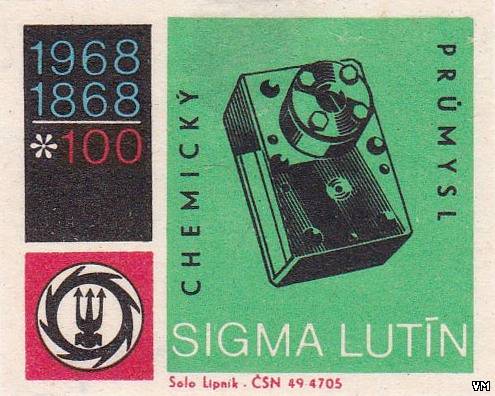 1968
1868
*100
CHEMICKÝ
PRŮMYSL
SIGMA LUTÍN
Solo Lipník · ČSN 49 4705
VM